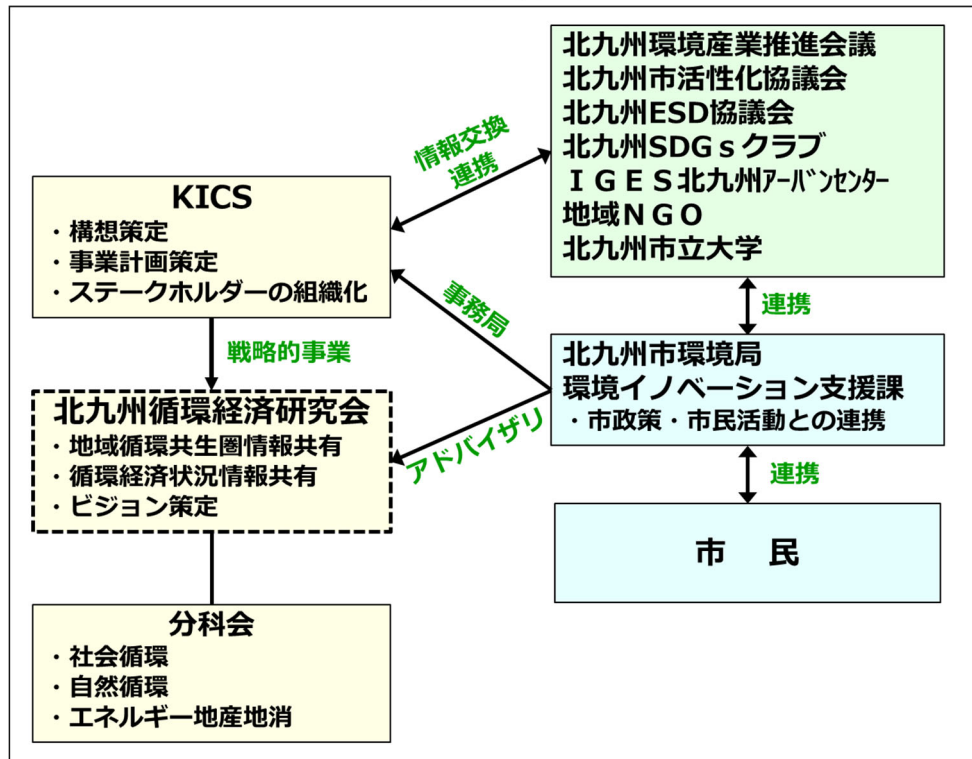 KICS
・構想策定
・事業計画策定
・ステークホルダーの組織化
戦略的事業
北九州循環経済研究会
・地域循環共生圏情報共有
・循環経済状況情報共有
・ビジョン策定
分科会
・社会循環
・自然循環
・エネルギー地産地消
情報交換
連携
事務局
アドバイザリ
北九州環境産業推進会議
北九州市活性化協議会
北九州ESD協議会
北九州SDGsクラブ
IGES北九州ｱｰﾊﾞﾝセンター
地域NGO
北九州市立大学
連携
北九州市環境局
環境イノベーション支援課
・市政策・市民活動との連携
連携
市　民